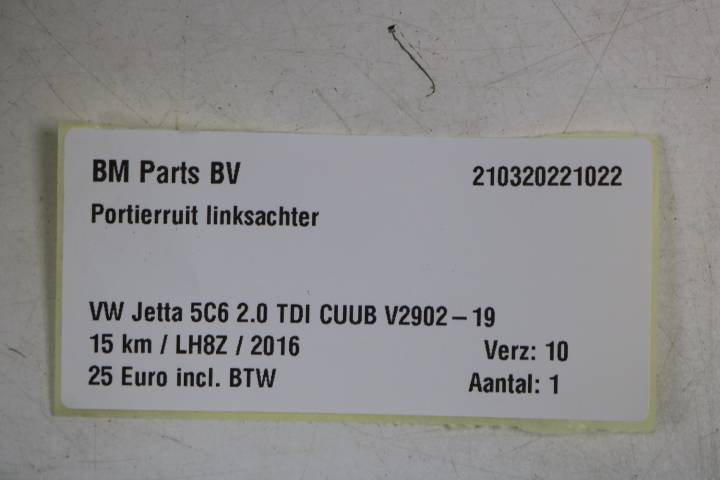 BM Parts BV 210320221022
Portierruit linksachter
VW Jetta 5C6 2.0 TDI CUUB V2902-19
15 km / LH8Z / 2016 Verz: 10
25 Euro incl. BTW Aantal: 1